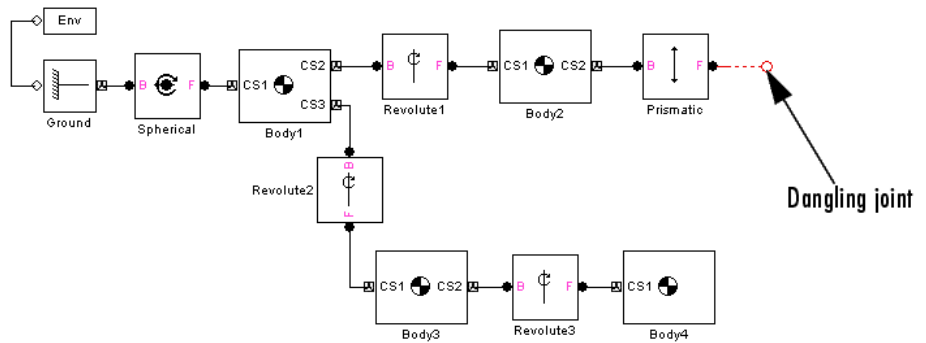 Env
Ground
B F
Spherical
CS1 CS2
CS3
Body1
B F
Revolute1
CS1 CS2
Body2
B F
Prismatic
Dangling joint
Revolute2
B
F
CS1 CS2
Body3
B F
Revolute3
CS1
Body4